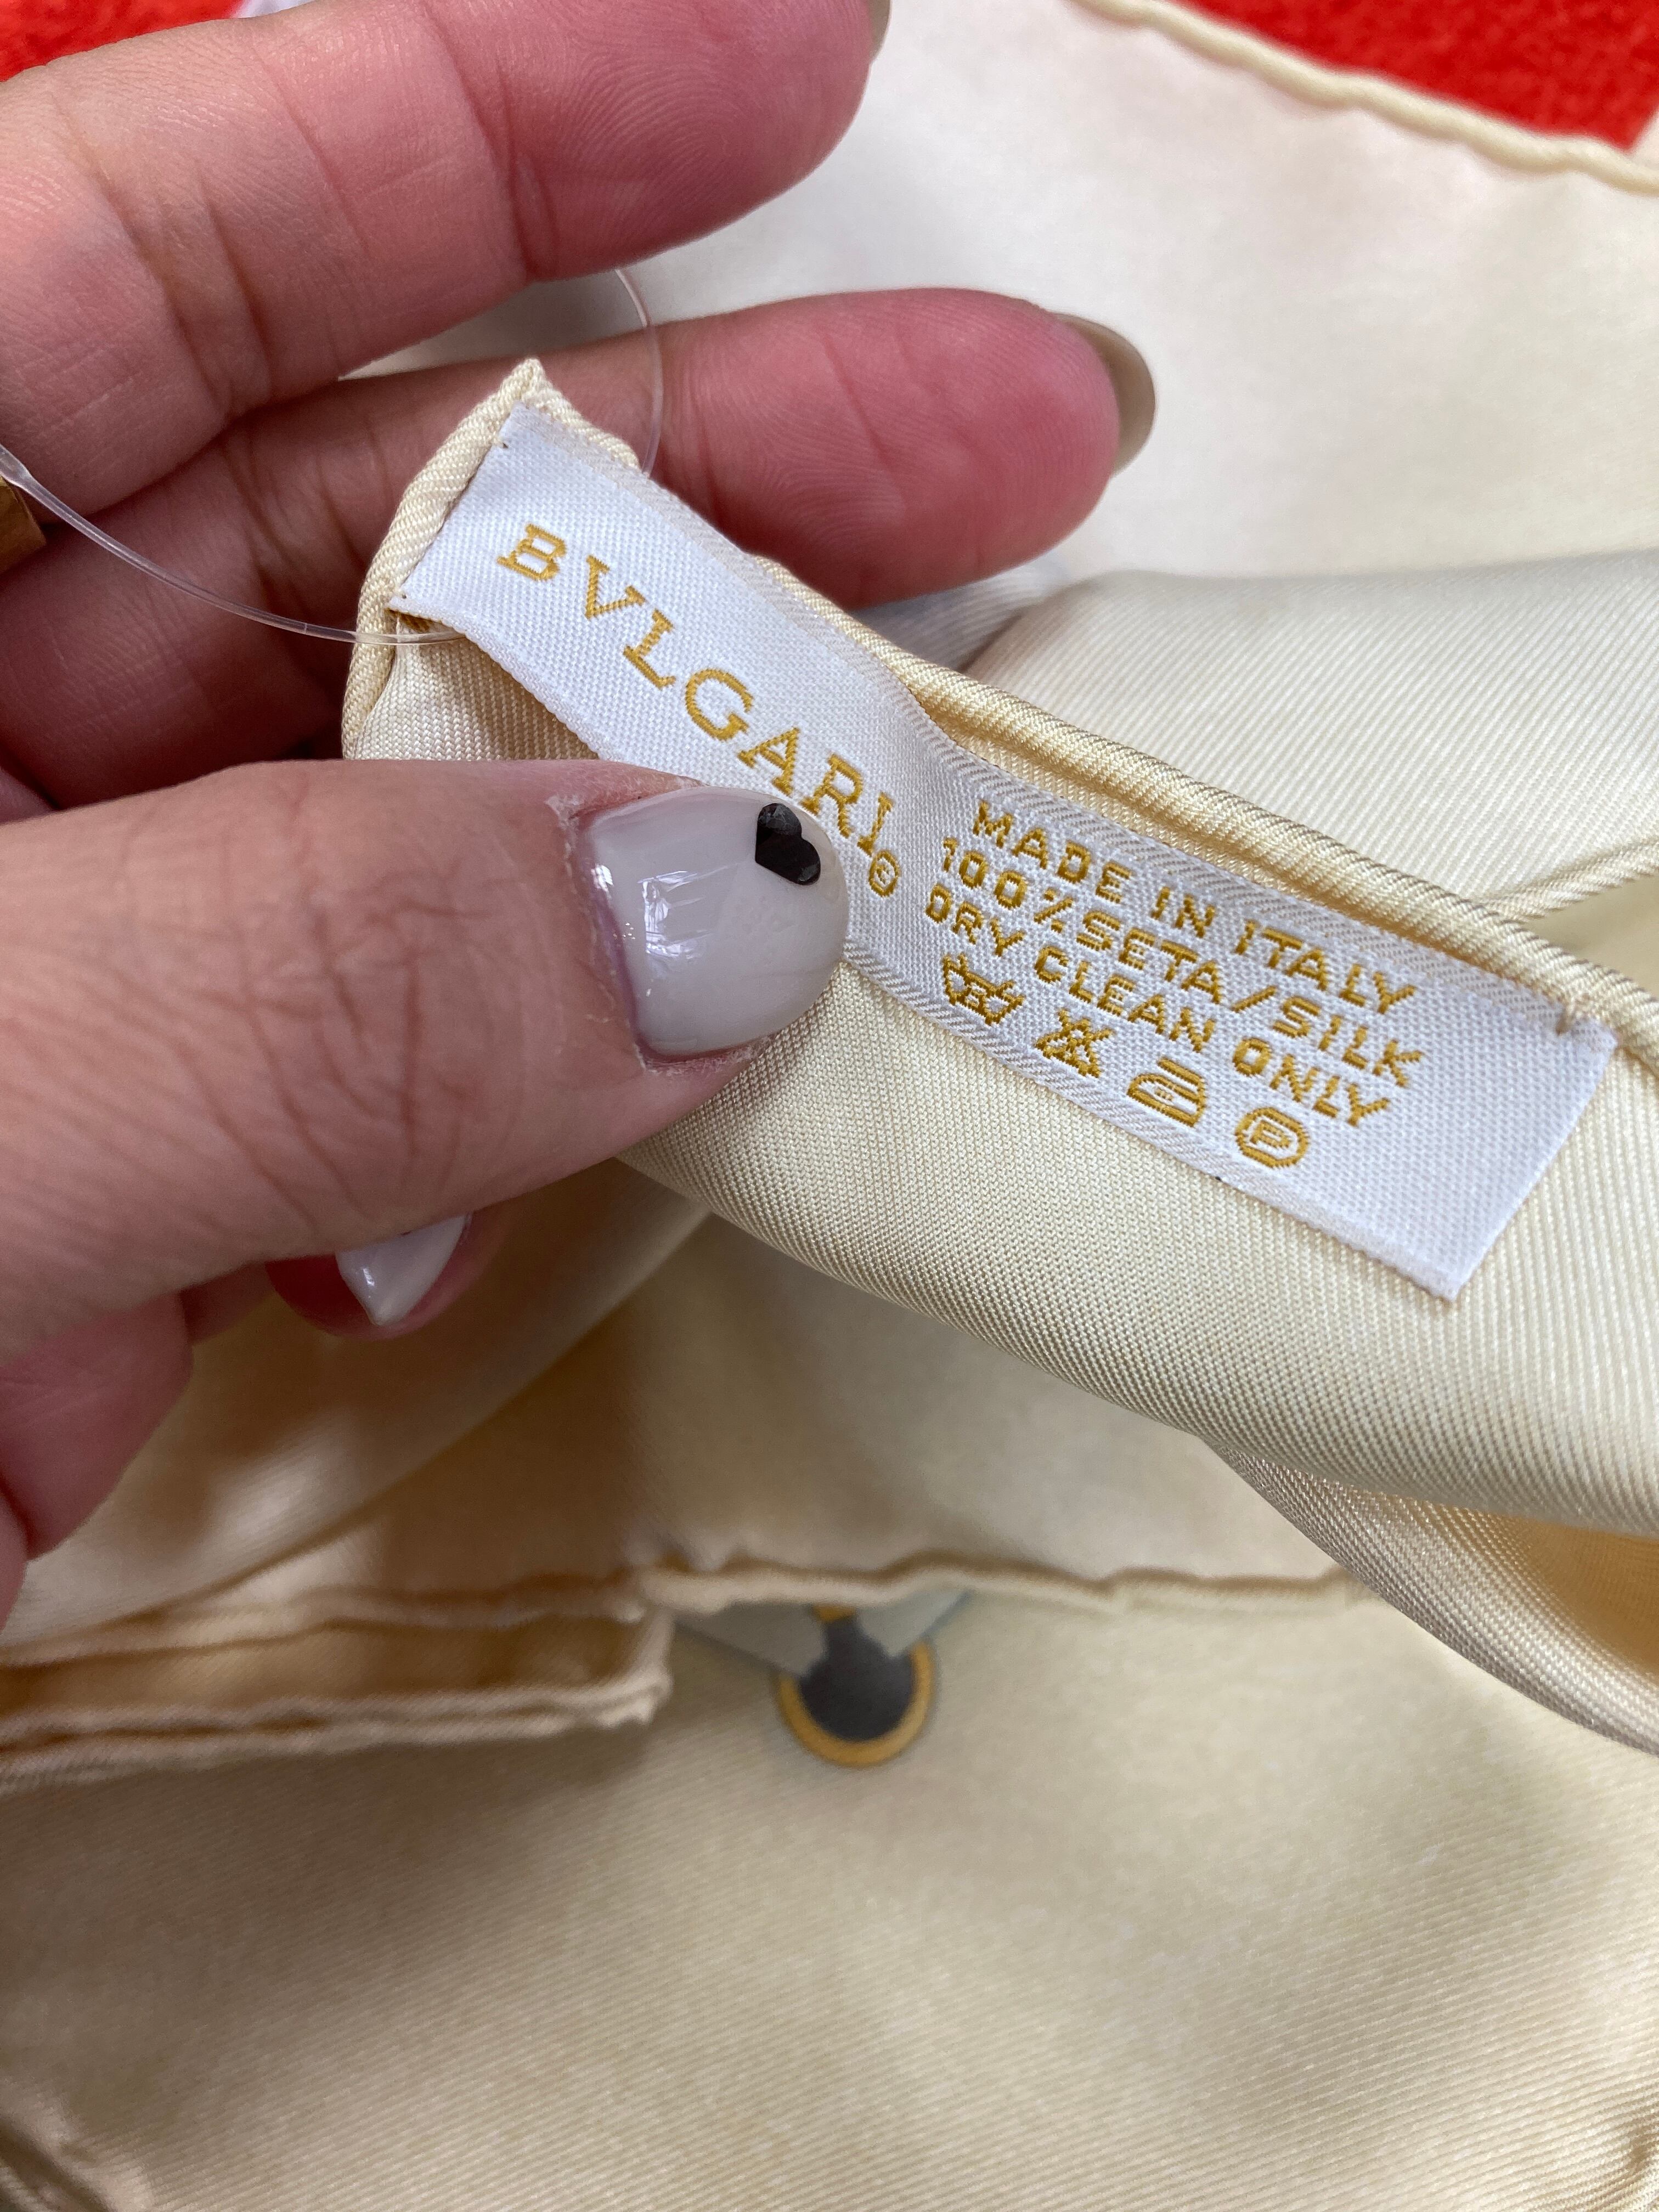 BVLGARI©
MADE IN ITALY
100%SETA/SILK
DRY CLEAN ONLY
P